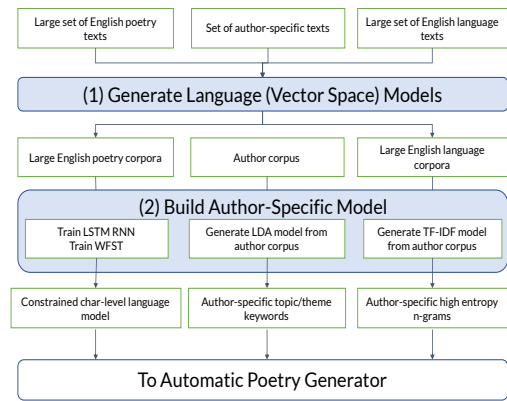 Large set of English poetry
texts
Set of author-specific texts
Large set of English language
texts
(1) Generate Language (Vector Space) Models
Large English poetry corpora
Author corpus
Large English language
corpora
(2) Build Author-Specific Model
Train LSTM RNN
Train WFST
Generate LDA model from
author corpus
Generate TF-IDF model
from author corpus
Constrained char-level language
model
Author-specific topic/theme
keywords
Author-specific high entropy
n-grams
To Automatic Poetry Generator